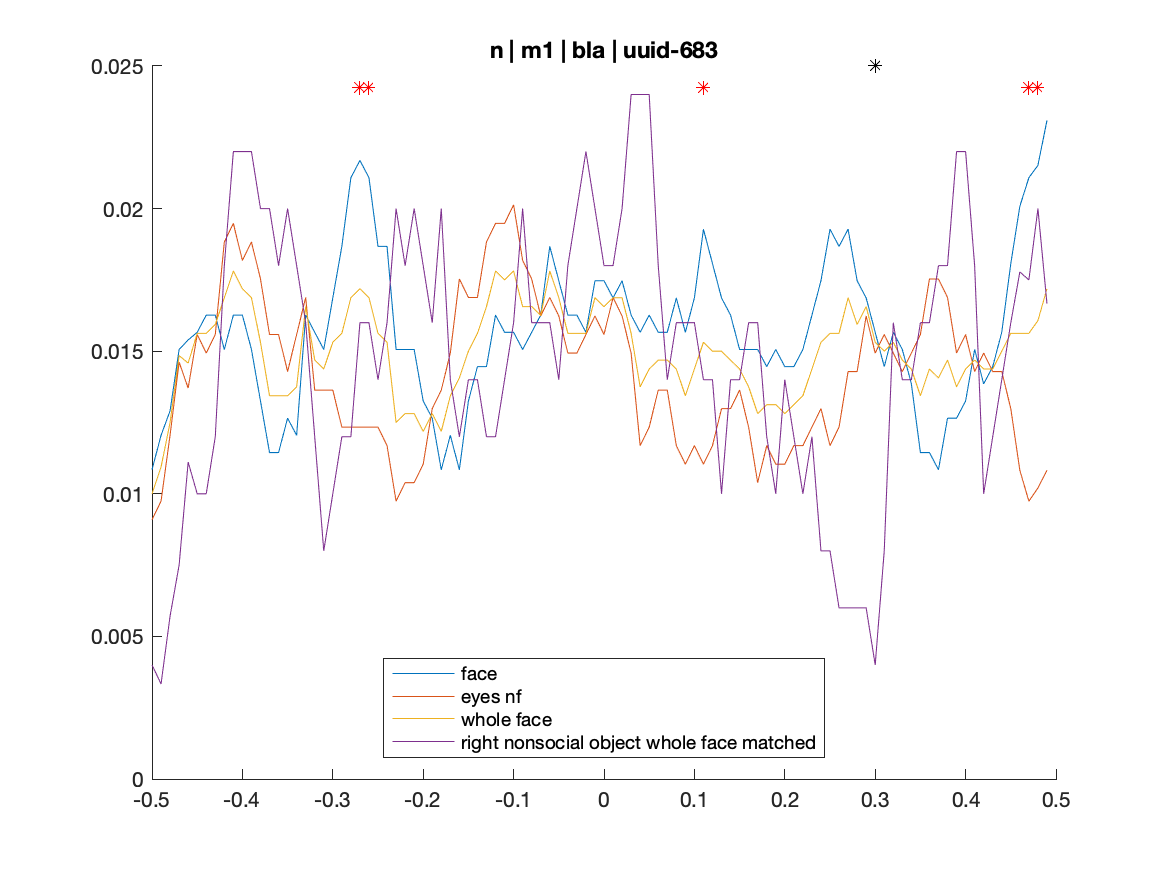 n | m1 | bla | uuid-683
0.025
0.02
0.015
0.01
0.005
0
face
eyes nf
whole face
right nonsocial object whole face matched
-0.5 -0.4 -0.3 -0.2 -0.1 0 0.1 0.2 0.3 0.4 0.5